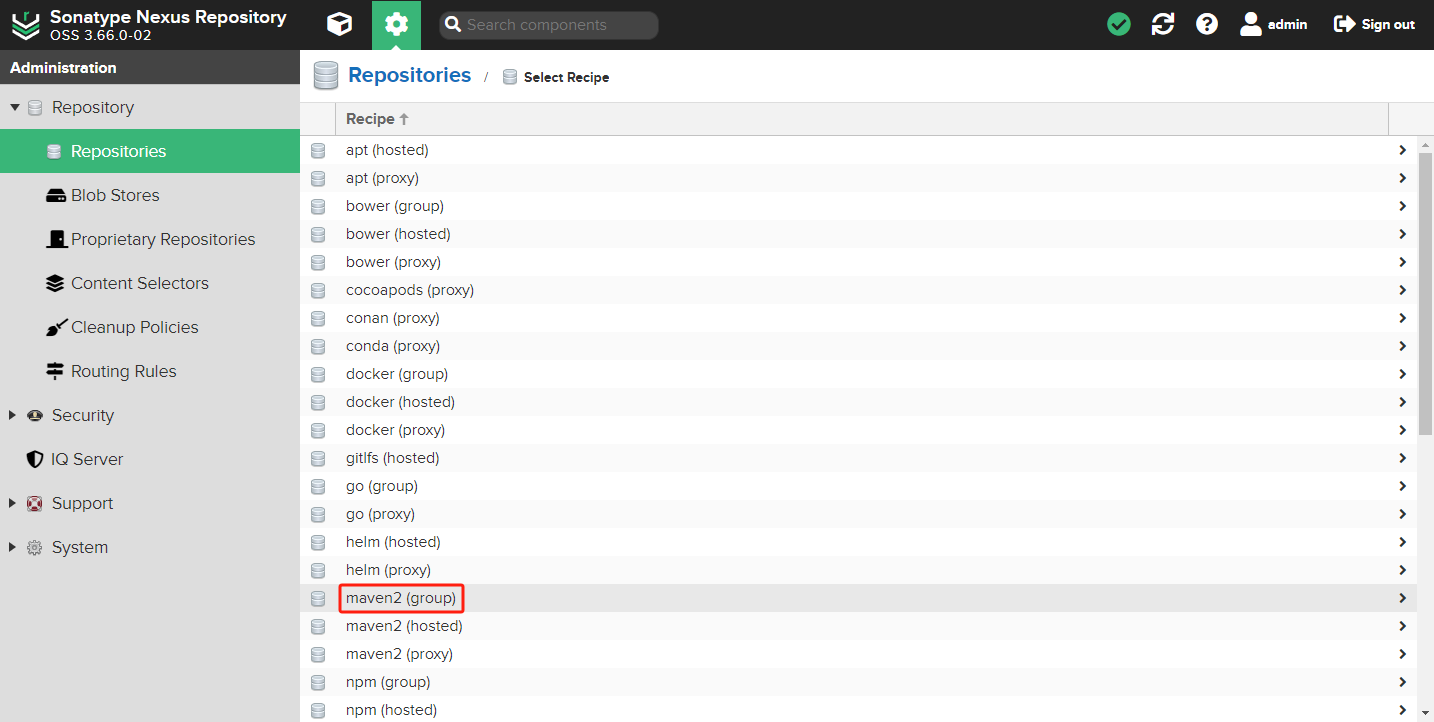 Sonatype Nexus Repository
OSS 3.66.0-02
Search components
admin
Sign out
Administration
Repository
Repositories
Blob Stores
Proprietary Repositories
Content Selectors
Cleanup Policies
Routing Rules
Security
IQ Server
Support
System
Repositories / Select Recipe
Recipe
apt (hosted)
apt (proxy)
bower (group)
bower (hosted)
bower (proxy)
cocoapods (proxy)
conan (proxy)
conda (proxy)
docker (group)
docker (hosted)
docker (proxy)
gitlfs (hosted)
go (group)
go (proxy)
helm (hosted)
helm (proxy)
maven2 (group)
maven2 (hosted)
maven2 (proxy)
npm (group)
npm (hosted)